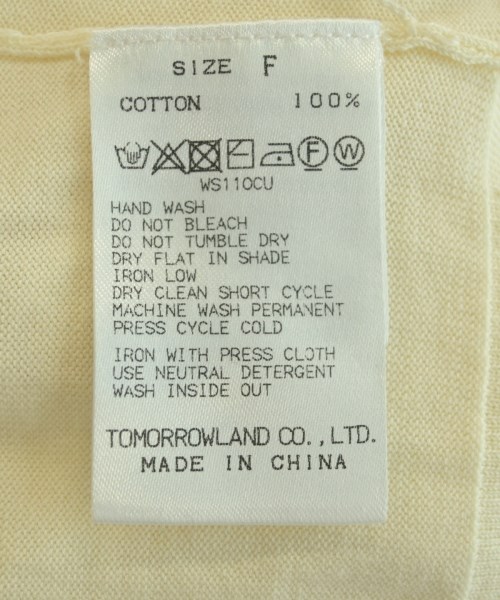 SIZE F
COTTON 100%
F W
WS110CU
HAND WASH
DO NOT BLEACH
DO NOT TUMBLE DRY
DRY FLAT IN SHADE
IRON LOW
DRY CLEAN SHORT CYCLE
MACHINE WASH PERMANENT
PRESS CYCLE COLD
IRON WITH PRESS CLOTH
USE NEUTRAL DETERGENT
WASH INSIDE OUT
TOMORROWLAND CO.,LTD.
MADE IN CHINA